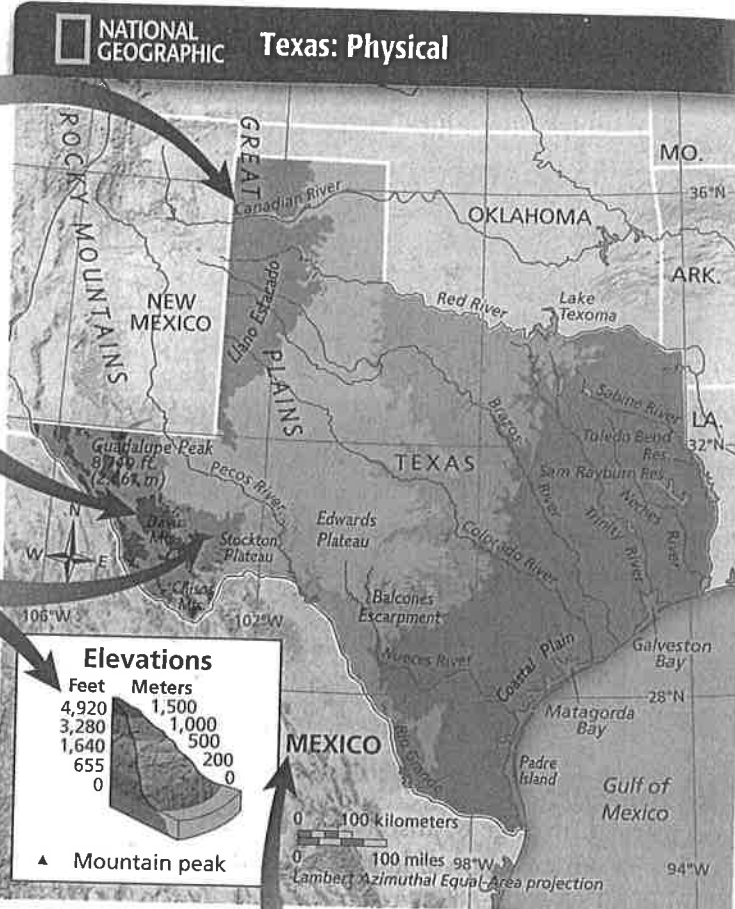 NATIONAL
GEOGRAPHIC
Texas: Physical
ROCKY MOUNTAINS
GREAT
PLAINS
MO.
36°N
Canadian River
OKLAHOMA
ARK.
NEW
MEXICO
Llano Estacado
Red River
Lake
Texoma
Sabine River
LA.
Toledo Bend
Res.
32°N
Guadalupe Peak
8,749 ft.
(2,667 m)
Brazos
River
TEXAS
Sam Rayburn Res.
Pecos River
Neches
River
Trinity
River
N
W
E
Davis
Mts.
Stockton
Plateau
Edwards
Plateau
Colorado River
Chisos
Mts.
106°W
102°W
Balcones
Escarpment
Nueces River
Coastal Plain
Galveston
Bay
28°N
Matagorda
Bay
Elevations
Feet
Meters
4,920
1,500
3,280
1,000
1,640
500
655
200
0
0
Mountain peak
MEXICO
Rio Grande
Padre
Island
Gulf of
Mexico
0
100 kilometers
0
100 miles
98°W
94°W
Lambert Azimuthal Equal-Area projection